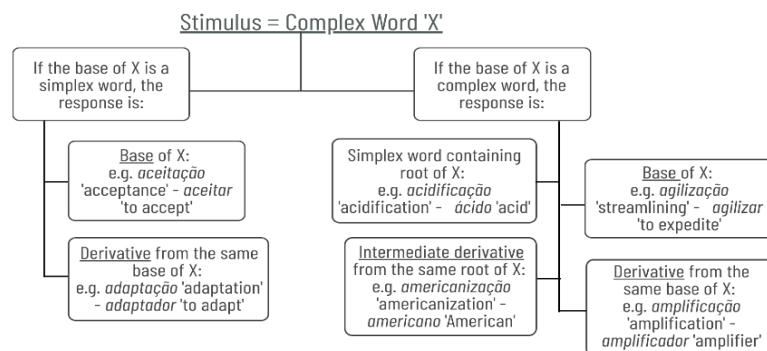 Stimulus = Complex Word 'X'
If the base of X is a
simplex word, the
response is:
If the base of X is a
complex word, the
response is:
Base of X:
e.g. aceitação
'acceptance' - aceitar
'to accept'
Derivative from the same
base of X:
e.g. adaptação 'adaptation'
- adaptador 'to adapt'
Simplex word containing
root of X:
e.g. acidificação
'acidification' - ácido 'acid'
Intermediate derivative
from the same root of X:
e.g. americanização
'americanization' -
americano 'American'
Base of X:
e.g. agilização
'streamlining' - agilizar
'to expedite'
Derivative from the
same base of X:
e.g. amplificação
'amplification' -
amplificador 'amplifier'